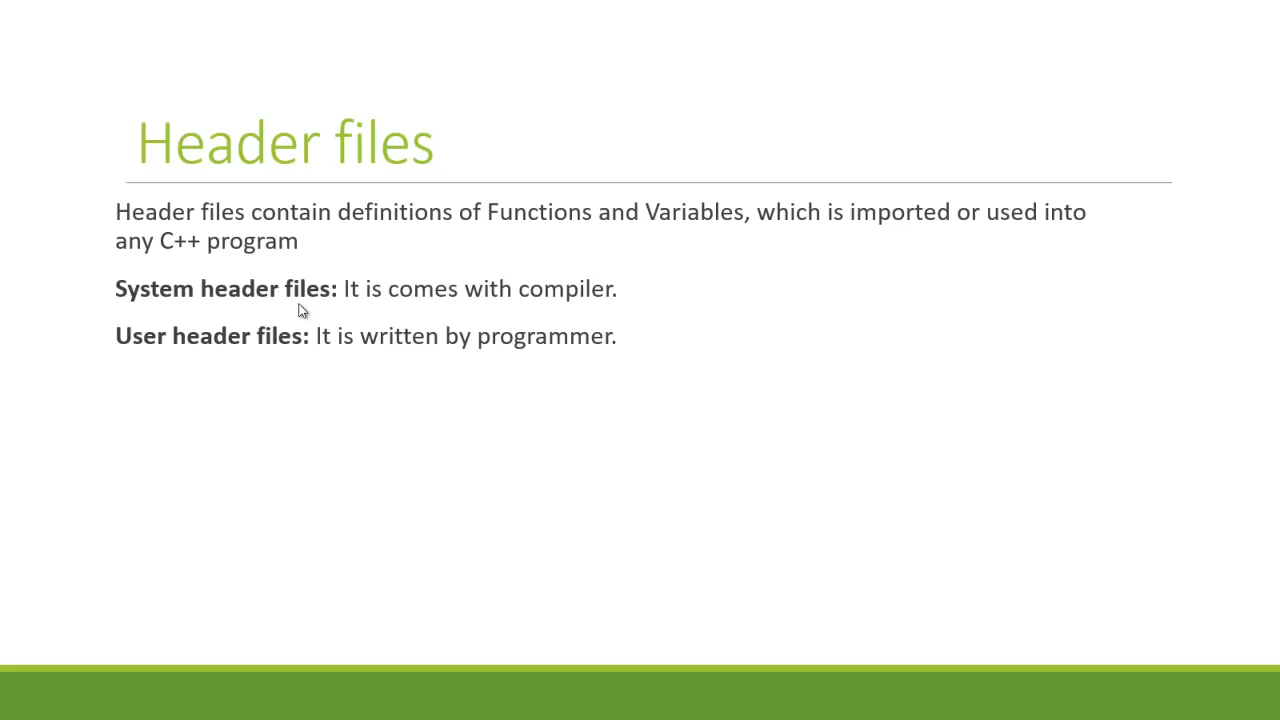 Header files
Header files contain definitions of Functions and Variables, which is imported or used into
any C++ program
System header files: It is comes with compiler.
User header files: It is written by programmer.